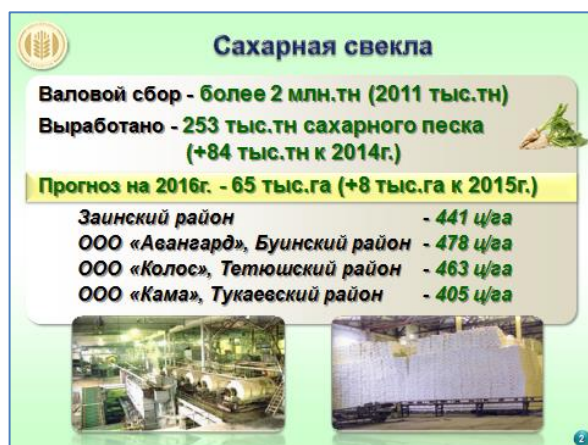 Сахарная свекла
Валовой сбор - более 2 млн.тн (2011 тыс.тн)
Выработано - 253 тыс.тн сахарного песка
(+84 тыс.тн к 2014г.)
Прогноз на 2016г. - 65 тыс.га (+8 тыс.га к 2015г.)
Заинский район - 441 ц/га
ООО «Авангард», Буинский район - 478 ц/га
ООО «Колос», Тетюшский район - 463 ц/га
ООО «Кама», Тукаевский район - 405 ц/га
2